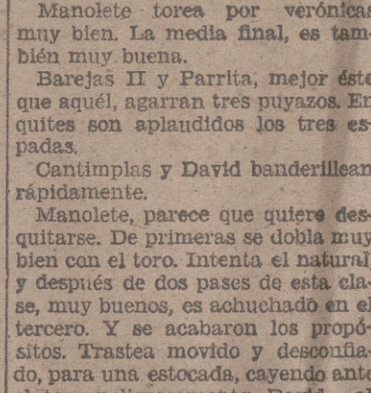 Manolete torea por verónicas
muy bien. La media final, es tam-
bién muy buena.
Barejas II y Parrita, mejor éste
que aquél, agarran tres puyazos. En
quites son aplaudidos los tres es-
padas.
Cantimplas y David banderillean
rápidamente.
Manolete, parece que quiere des-
quitarse. De primeras se dobla muy
bien con el toro. Intenta el natural,
y después de dos pases de esta cla-
se, muy buenos, es achuchado en el
tercero. Y se acabaron los propó-
sitos. Trastea movido y desconfia-
do, para una estocada, cayendo ante